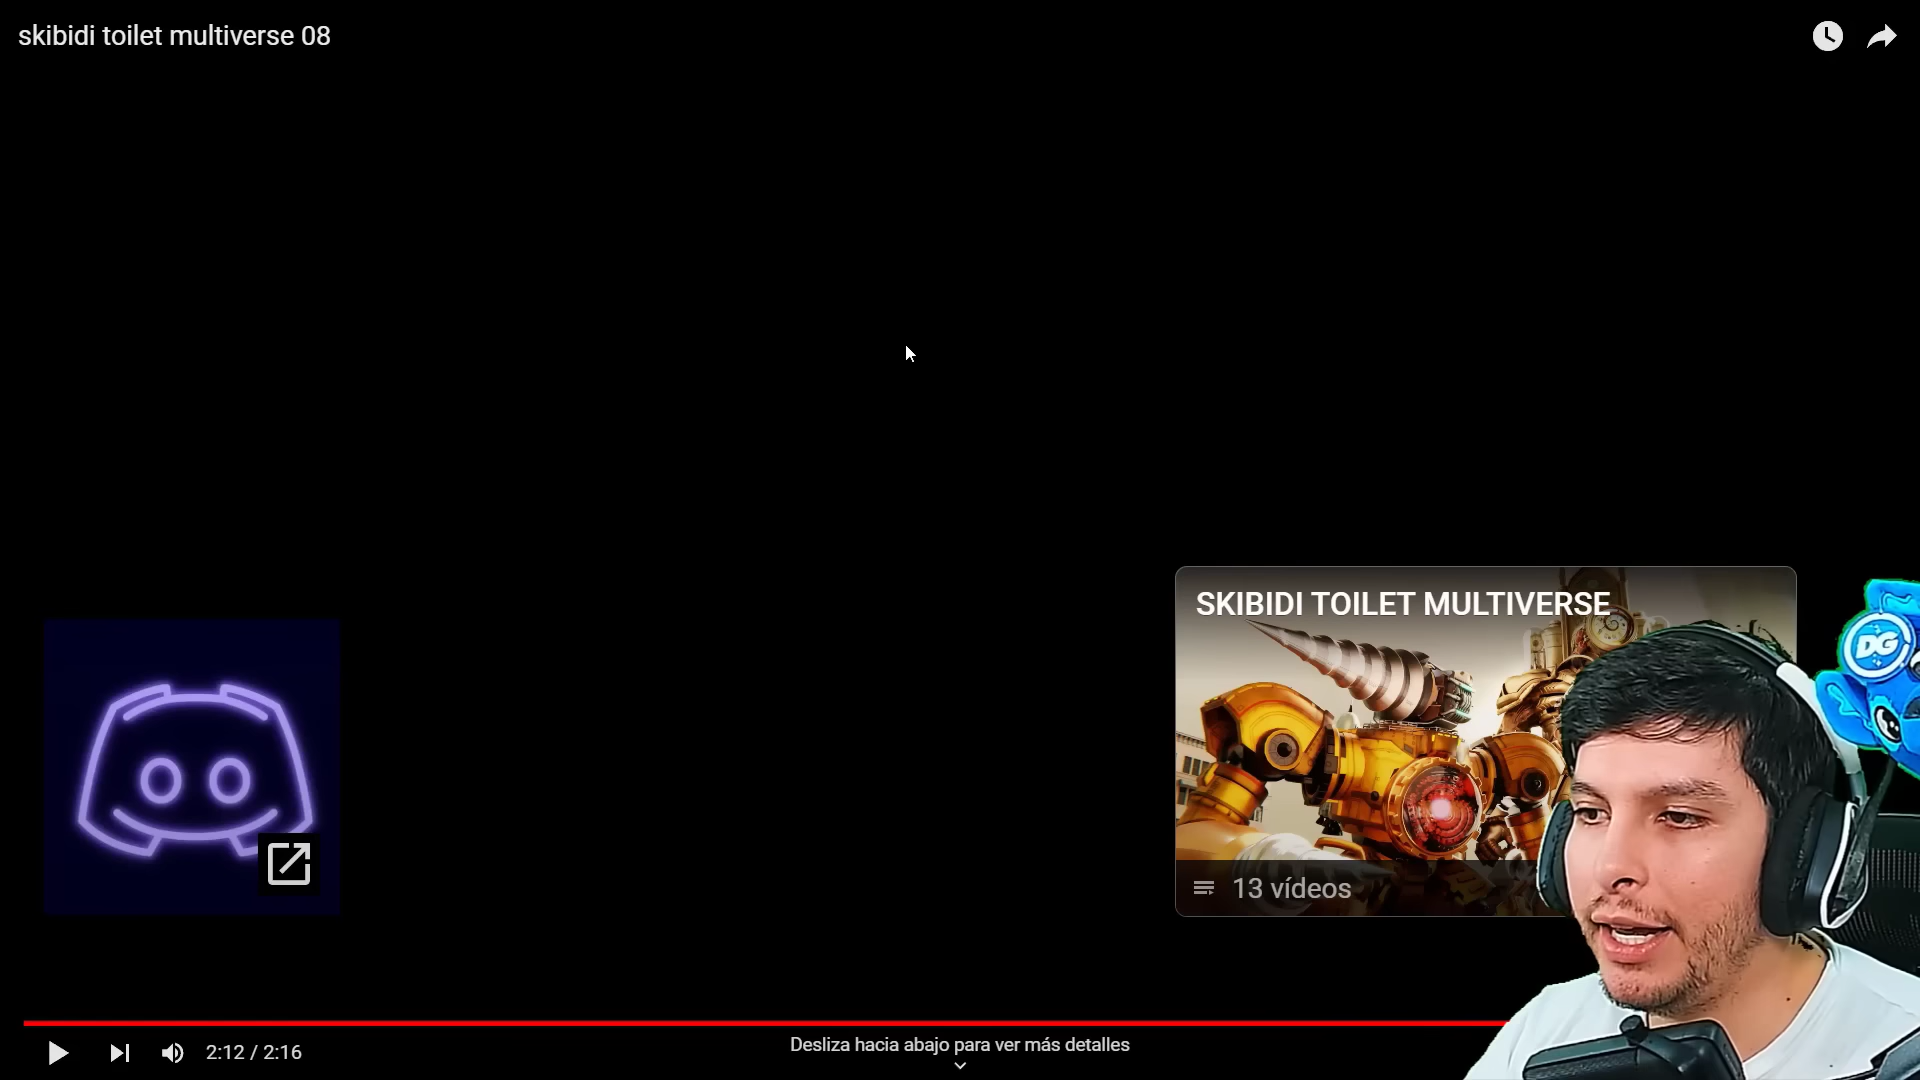 skibidi toilet multiverse 08
SKIBIDI TOILET MULTIVERSE
DG
13 vídeos
2:12 / 2:16
Desliza hacia abajo para ver más detalles